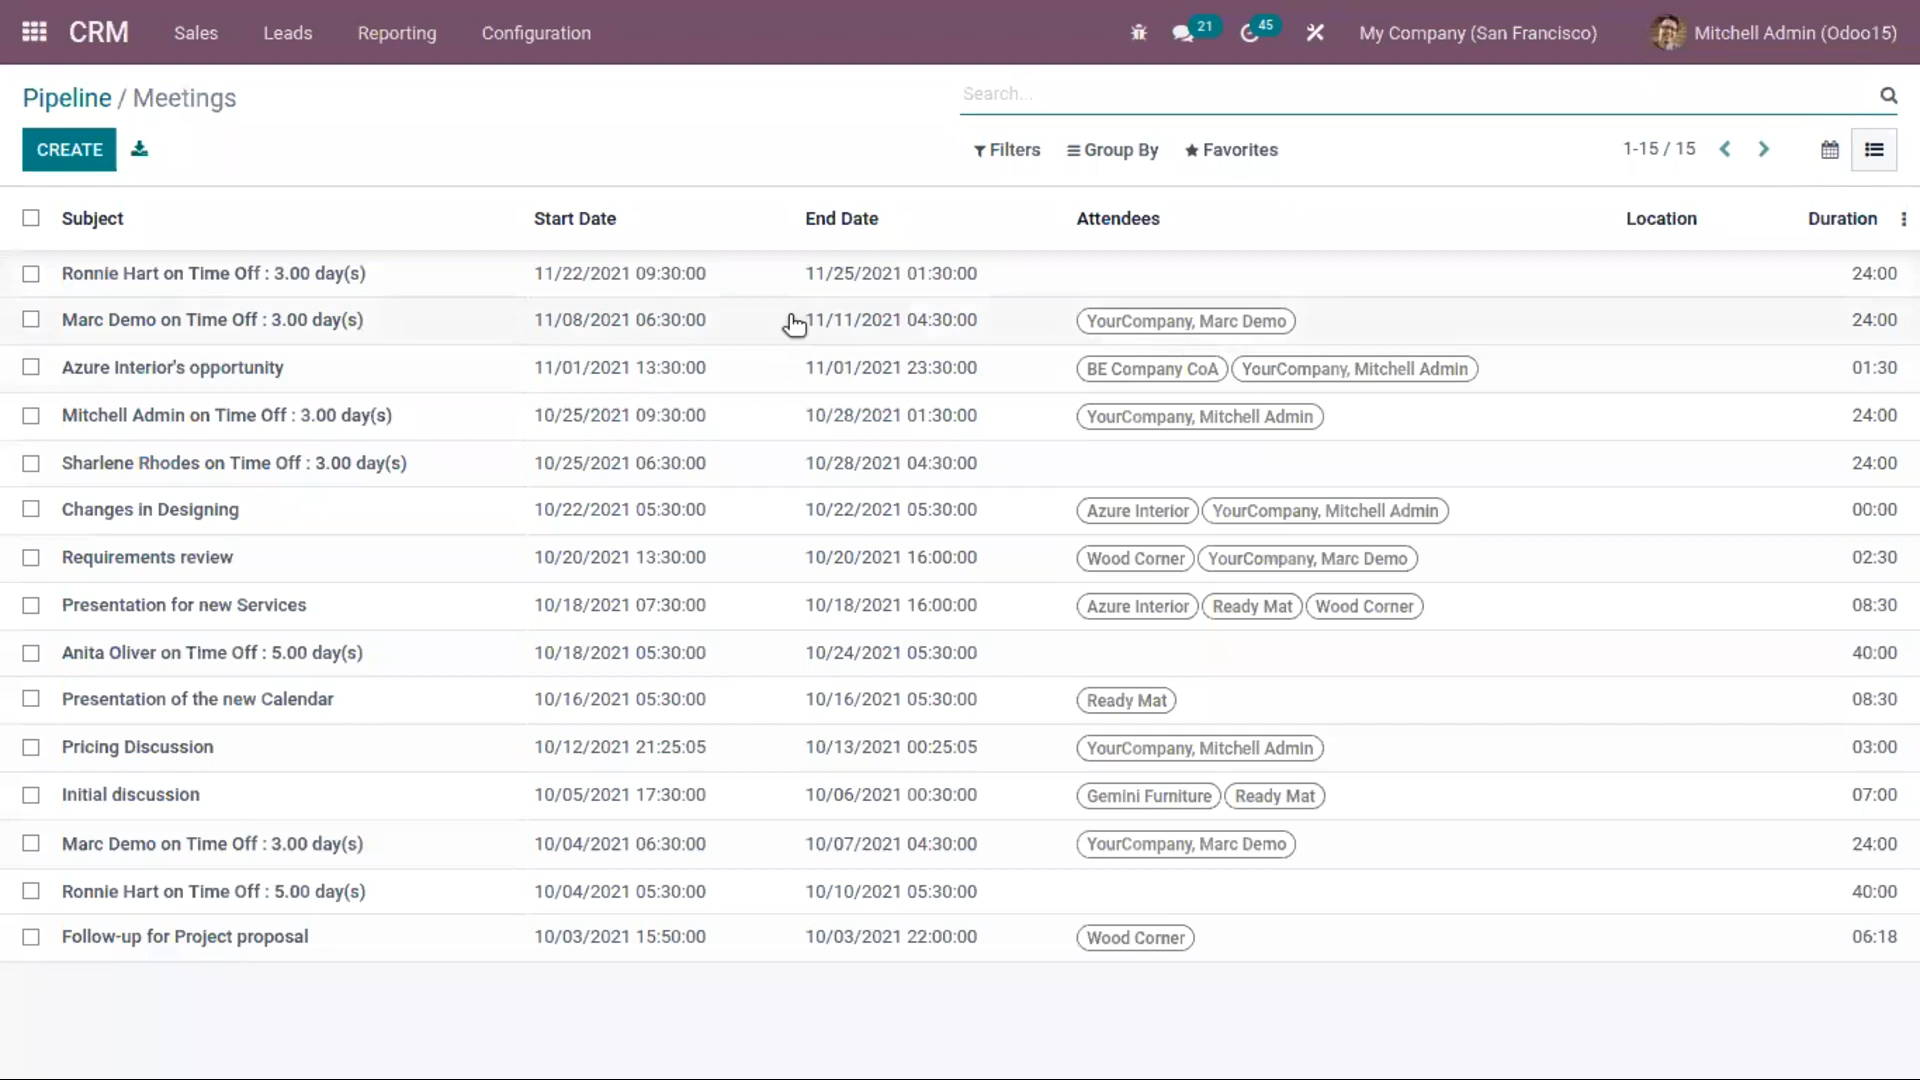 CRM Sales Leads Reporting Configuration 21 45 My Company (San Francisco) Mitchell Admin (Odoo15)
Pipeline / Meetings Search...
CREATE Filters Group By Favorites 1-15 / 15
Subject Start Date End Date Attendees Location Duration
Ronnie Hart on Time Off : 3.00 day(s) 11/22/2021 09:30:00 11/25/2021 01:30:00 24:00
Marc Demo on Time Off : 3.00 day(s) 11/08/2021 06:30:00 11/11/2021 04:30:00 YourCompany, Marc Demo 24:00
Azure Interior's opportunity 11/01/2021 13:30:00 11/01/2021 23:30:00 BE Company CoA YourCompany, Mitchell Admin 01:30
Mitchell Admin on Time Off : 3.00 day(s) 10/25/2021 09:30:00 10/28/2021 01:30:00 YourCompany, Mitchell Admin 24:00
Sharlene Rhodes on Time Off : 3.00 day(s) 10/25/2021 06:30:00 10/28/2021 04:30:00 24:00
Changes in Designing 10/22/2021 05:30:00 10/22/2021 05:30:00 Azure Interior YourCompany, Mitchell Admin 00:00
Requirements review 10/20/2021 13:30:00 10/20/2021 16:00:00 Wood Corner YourCompany, Marc Demo 02:30
Presentation for new Services 10/18/2021 07:30:00 10/18/2021 16:00:00 Azure Interior Ready Mat Wood Corner 08:30
Anita Oliver on Time Off : 5.00 day(s) 10/18/2021 05:30:00 10/24/2021 05:30:00 40:00
Presentation of the new Calendar 10/16/2021 05:30:00 10/16/2021 05:30:00 Ready Mat 08:30
Pricing Discussion 10/12/2021 21:25:05 10/13/2021 00:25:05 YourCompany, Mitchell Admin 03:00
Initial discussion 10/05/2021 17:30:00 10/06/2021 00:30:00 Gemini Furniture Ready Mat 07:00
Marc Demo on Time Off : 3.00 day(s) 10/04/2021 06:30:00 10/07/2021 04:30:00 YourCompany, Marc Demo 24:00
Ronnie Hart on Time Off : 5.00 day(s) 10/04/2021 05:30:00 10/10/2021 05:30:00 40:00
Follow-up for Project proposal 10/03/2021 15:50:00 10/03/2021 22:00:00 Wood Corner 06:18